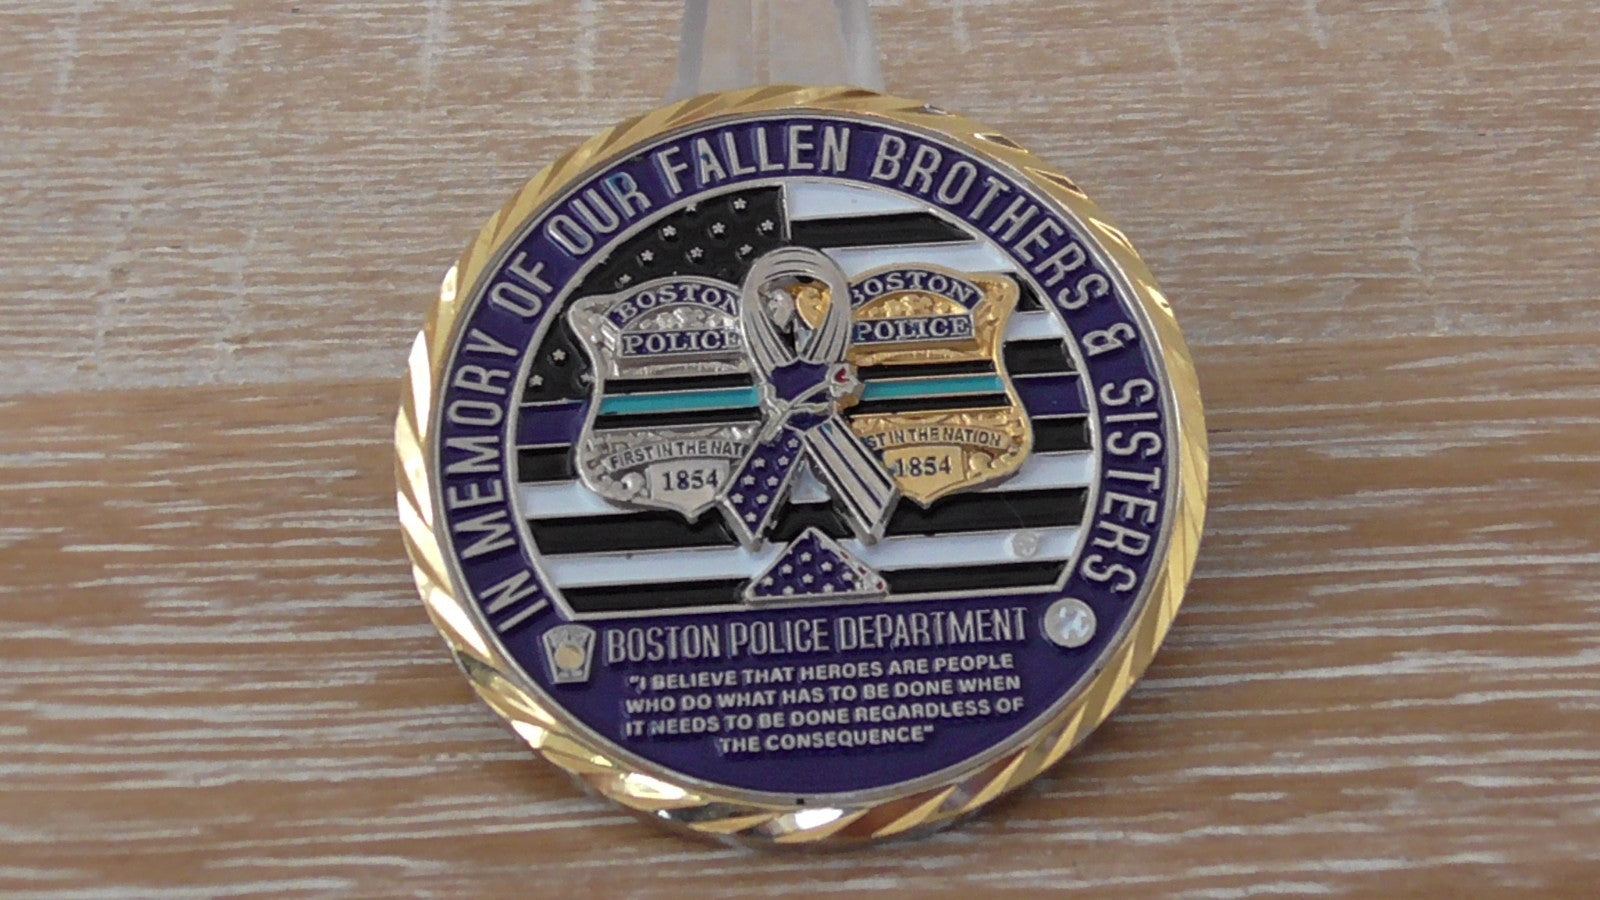 IN MEMORY OF OUR FALLEN BROTHERS & SISTERS
BOSTON
POLICE
FIRST IN THE NAT
1854
BOSTON
POLICE
ST IN THE NATION
1854
BOSTON POLICE DEPARTMENT
"I BELIEVE THAT HEROES ARE PEOPLE
WHO DO WHAT HAS TO BE DONE WHEN
IT NEEDS TO BE DONE REGARDLESS OF
THE CONSEQUENCE"